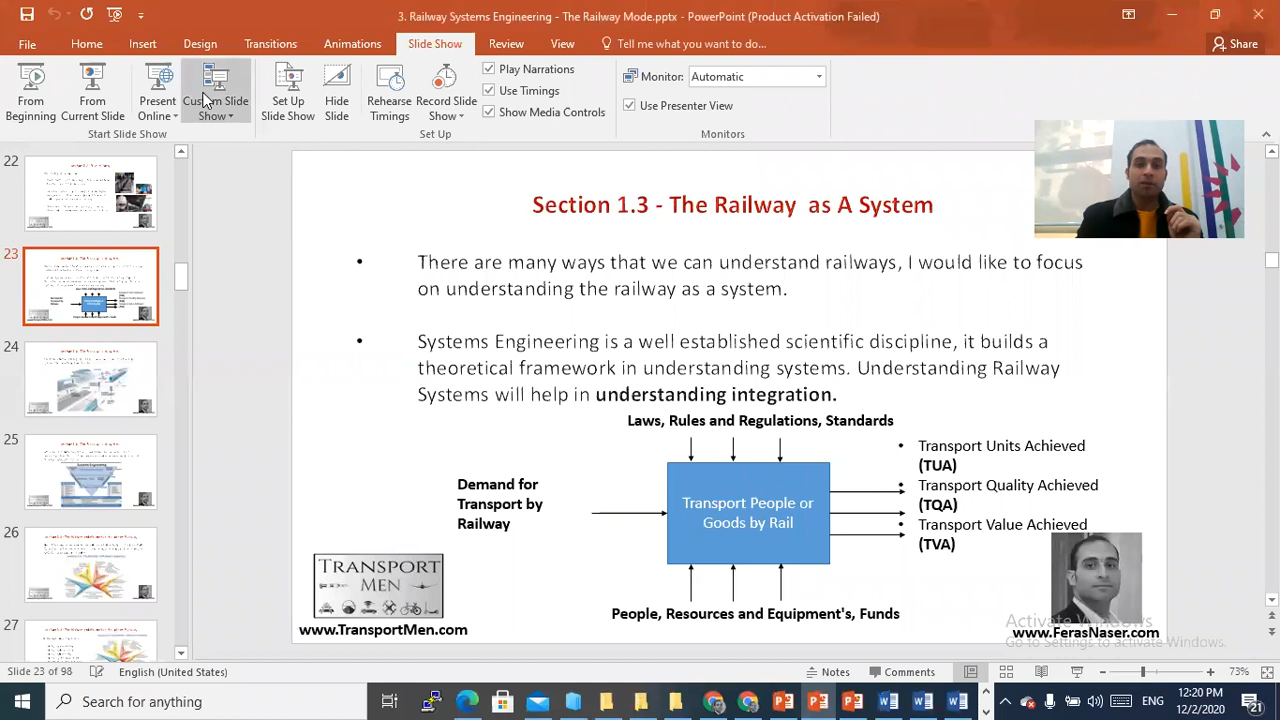 3. Railway Systems Engineering - The Railway Mode.pptx - PowerPoint (Product Activation Failed)
File Home Insert Design Transitions Animations Slide Show Review View Tell me what you want to do... Share
From Beginning
From Current Slide
Present Online
Custom Slide Show
Set Up Slide Show
Hide Slide
Rehearse Timings
Record Slide Show
Play Narrations
Use Timings
Show Media Controls
Monitor: Automatic
Use Presenter View
Start Slide Show
Set Up
Monitors
22
23
24
25
26
27
Section 1.3 - The Railway as A System
• There are many ways that we can understand railways, I would like to focus
on understanding the railway as a system.
• Systems Engineering is a well established scientific discipline, it builds a
theoretical framework in understanding systems. Understanding Railway
Systems will help in understanding integration.
Laws, Rules and Regulations, Standards
Demand for
Transport by
Railway
Transport People or
Goods by Rail
• Transport Units Achieved
(TUA)
• Transport Quality Achieved
(TQA)
• Transport Value Achieved
(TVA)
People, Resources and Equipment's, Funds
TRANSPORT
MEN
www.TransportMen.com
www.FerasNaser.com
Activate Windows
Go to Settings to activate Windows.
Slide 23 of 98 English (United States) Notes Comments 73%
Search for anything
ENG
12:20 PM
12/2/2020
21